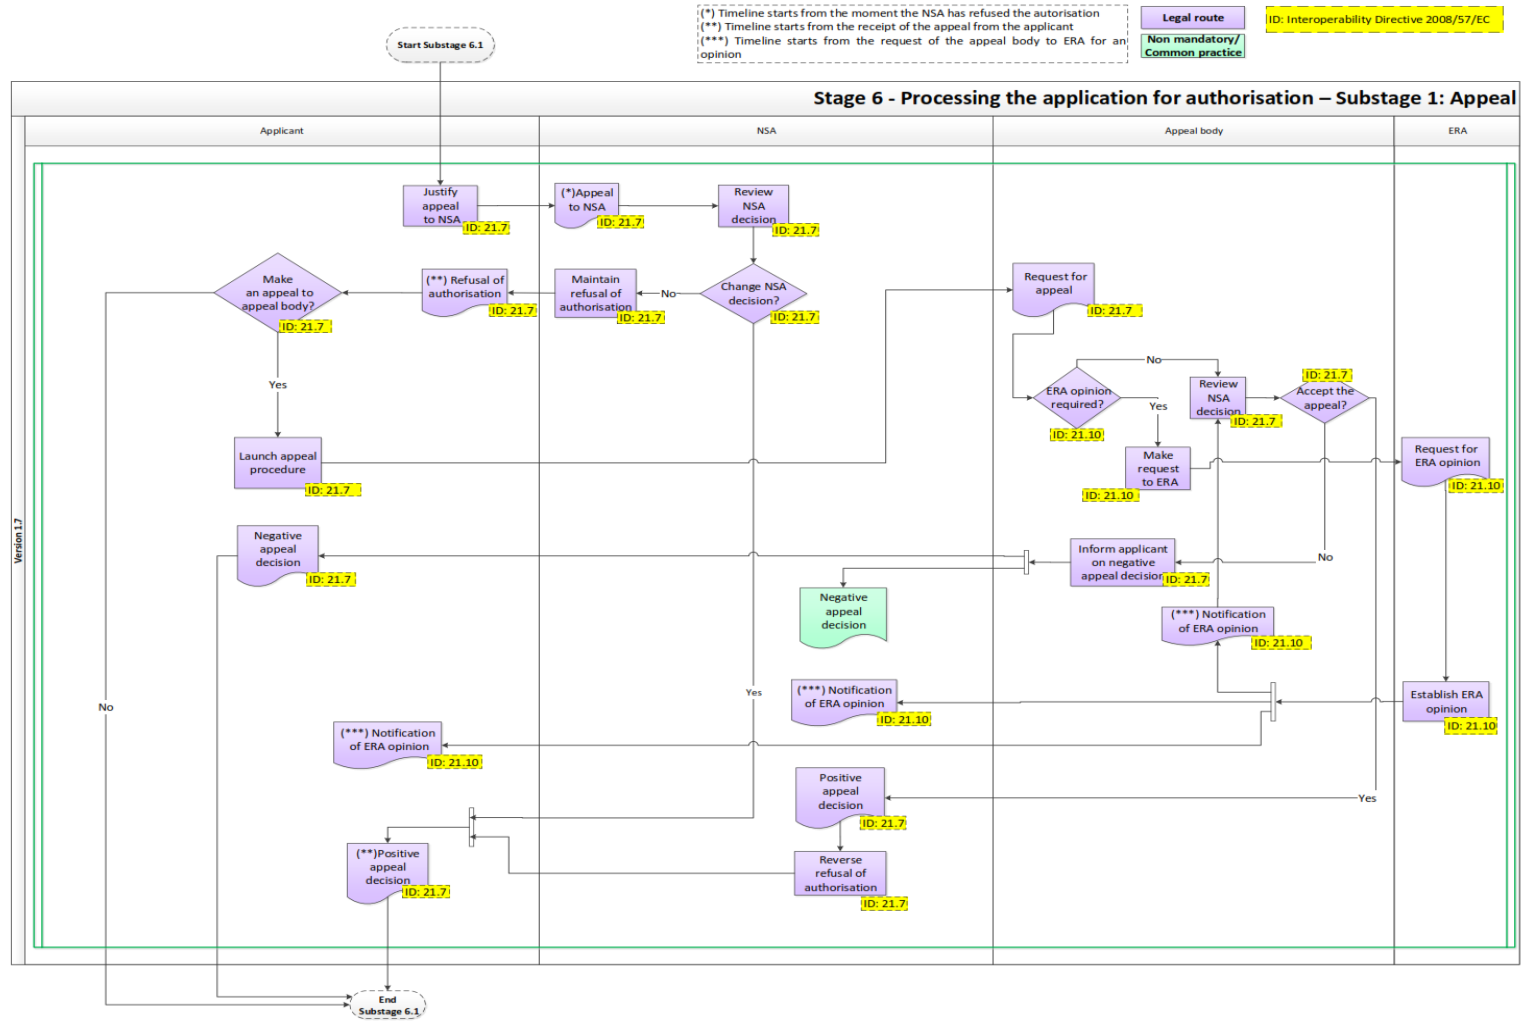 (*) Timeline starts from the moment the NSA has refused the autorisation
(**) Timeline starts from the receipt of the appeal from the applicant
(***) Timeline starts from the request of the appeal body to ERA for an
opinion
Legal route
Non mandatory/
Common practice
ID: Interoperability Directive 2008/57/EC
Start Substage 6.1
Stage 6 - Processing the application for authorisation – Substage 1: Appeal
Applicant
NSA
Appeal body
ERA
Version 1.7
Justify
appeal
to NSA
ID: 21.7
(*)Appeal
to NSA
ID: 21.7
Review
NSA
decision
ID: 21.7
Make
an appeal to
appeal body?
ID: 21.7
(**) Refusal of
authorisation
ID: 21.7
Maintain
refusal of
authorisation
ID: 21.7
No
Change NSA
decision?
ID: 21.7
Request for
appeal
ID: 21.7
No
ERA opinion
required?
ID: 21.10
Yes
Review
NSA
decision
ID: 21.7
ID: 21.7
Accept the
appeal?
Yes
Launch appeal
procedure
ID: 21.7
Make
request
to ERA
ID: 21.10
Request for
ERA opinion
ID: 21.10
Negative
appeal
decision
ID: 21.7
Inform applicant
on negative
appeal decision
ID: 21.7
No
Negative
appeal
decision
(***) Notification
of ERA opinion
ID: 21.10
No
Yes
(***) Notification
of ERA opinion
ID: 21.10
Establish ERA
opinion
ID: 21.10
(***) Notification
of ERA opinion
ID: 21.10
Positive
appeal
decision
ID: 21.7
Yes
(**)Positive
appeal
decision
ID: 21.7
Reverse
refusal of
authorisation
ID: 21.7
End
Substage 6.1